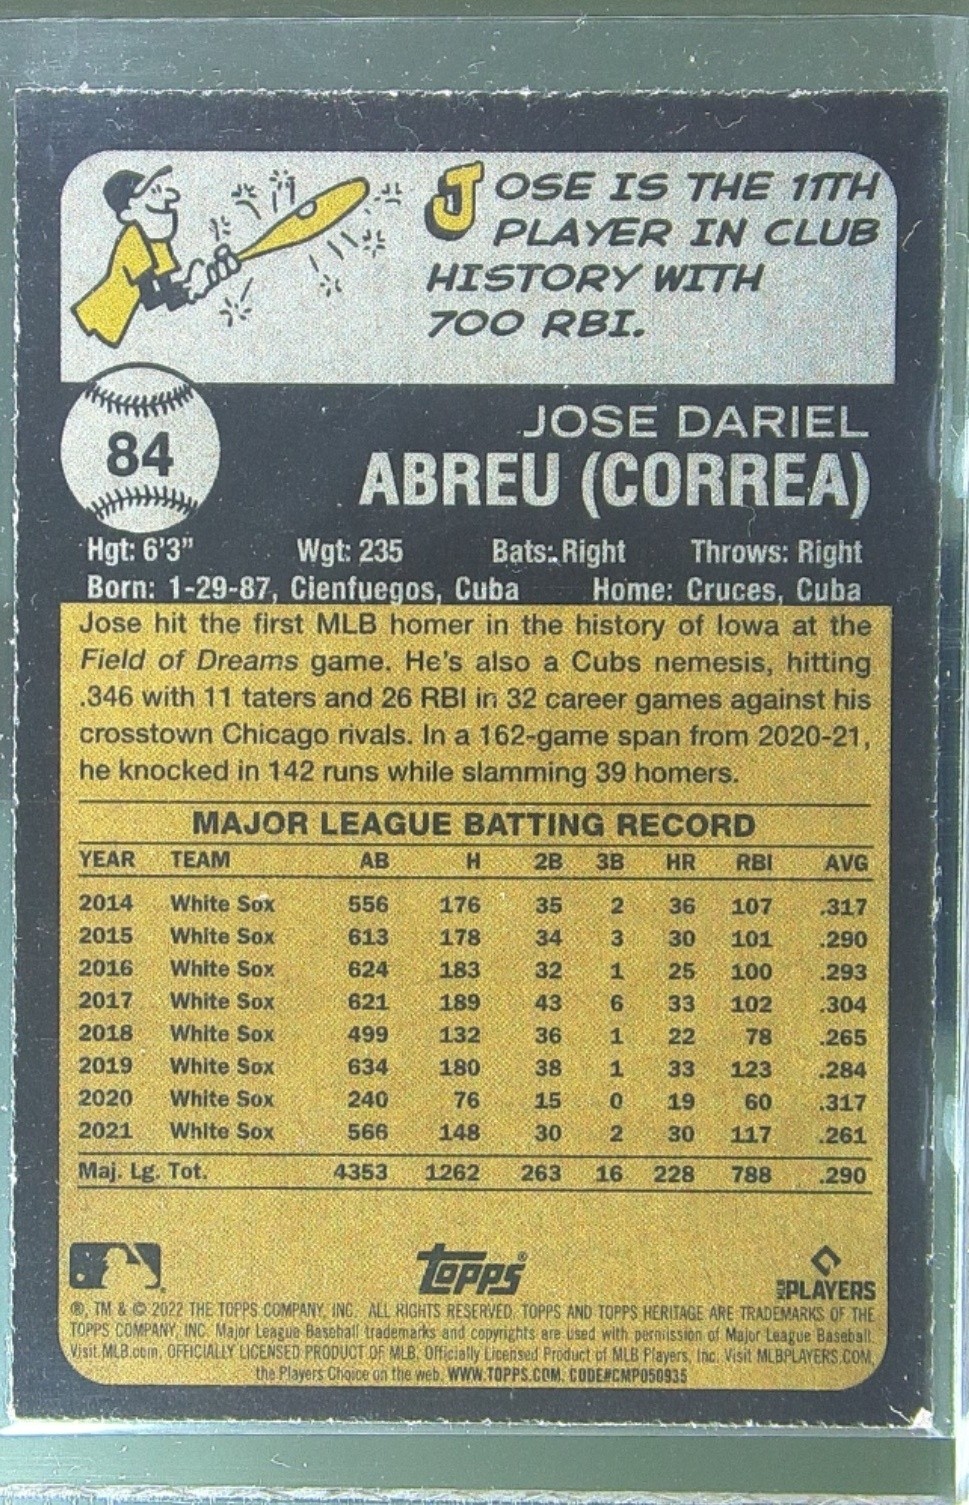 JOSE IS THE 11TH
PLAYER IN CLUB
HISTORY WITH
700 RBI.
84
JOSE DARIEL
ABREU (CORREA)
Hgt: 6'3" Wgt: 235 Bats: Right Throws: Right
Born: 1-29-87, Cienfuegos, Cuba Home: Cruces, Cuba
Jose hit the first MLB homer in the history of Iowa at the
Field of Dreams game. He's also a Cubs nemesis, hitting
.346 with 11 taters and 26 RBI in 32 career games against his
crosstown Chicago rivals. In a 162-game span from 2020-21,
he knocked in 142 runs while slamming 39 homers.
MAJOR LEAGUE BATTING RECORD
YEAR TEAM AB H 2B 3B HR RBI AVG
2014 White Sox 556 176 35 2 36 107 .317
2015 White Sox 613 178 34 3 30 101 .290
2016 White Sox 624 183 32 1 25 100 .293
2017 White Sox 621 189 43 6 33 102 .304
2018 White Sox 499 132 36 1 22 78 .265
2019 White Sox 634 180 38 1 33 123 .284
2020 White Sox 240 76 15 0 19 60 .317
2021 White Sox 566 148 30 2 30 117 .261
Maj. Lg. Tot. 4353 1262 263 16 228 788 .290
topps® MLB PLAYERS
®, TM & © 2022 THE TOPPS COMPANY, INC. ALL RIGHTS RESERVED. TOPPS AND TOPPS HERITAGE ARE TRADEMARKS OF THE
TOPPS COMPANY, INC. Major League Baseball trademarks and copyrights are used with permission of Major League Baseball.
Visit MLB.com. OFFICIALLY LICENSED PRODUCT OF MLB. Officially Licensed Product of MLB Players, Inc. Visit MLBPLAYERS.COM,
the Players Choice on the web. WWW.TOPPS.COM. CODE#CMP050935